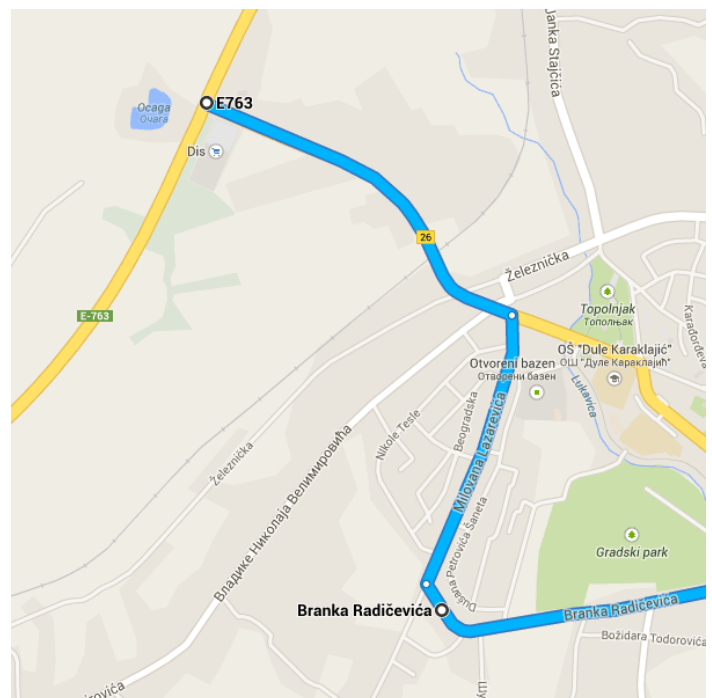 Janka Stajčića
E763
Ocaga
Ovara
Dis
26
Železnička
E-763
Topolnjak
Тополњак
Karađorđeva
OŠ "Dule Karaklajić"
ОШ "Дуле Караклајић"
Otvoreni bazen
Отворени базен
Lukavica
Nikole Tesle
Beogradska
Milovana Lazarevića
Železnička
Владике Николаја Велимировића
Dušana Petrovića Šaneta
Gradski park
Branka Radičevića
Branka Radičevića
Božidara Todorovića